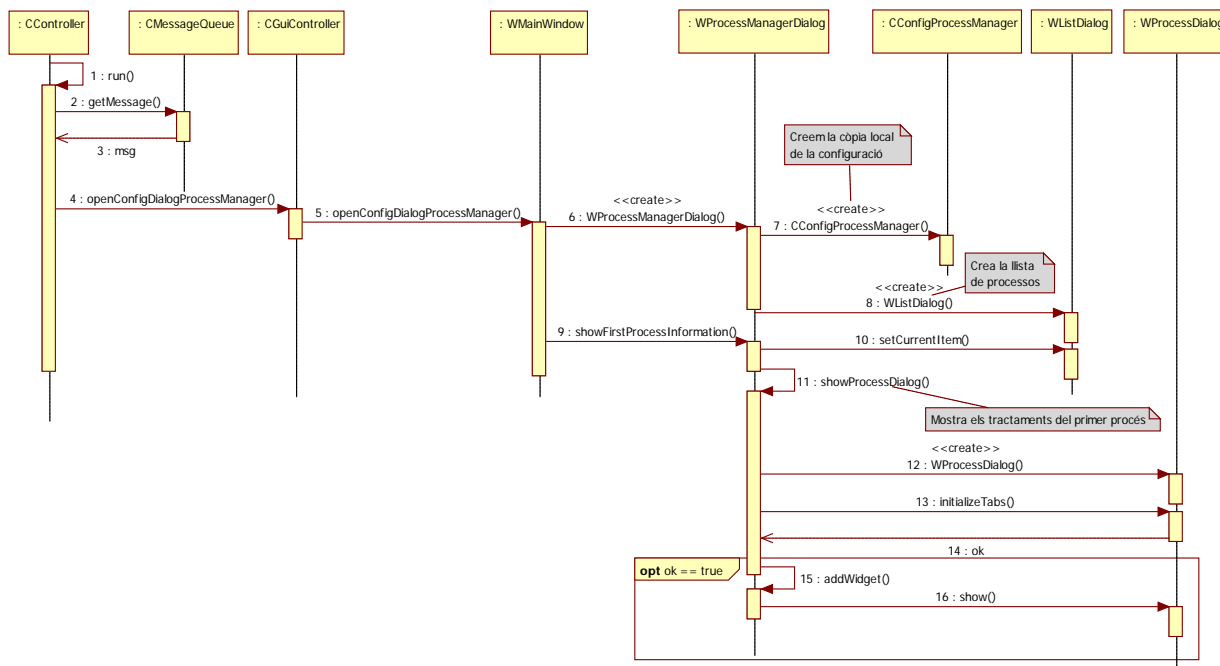 : CController
: CMessageQueue
: CGuiController
: WMainWindow
: WProcessManagerDialog
: CConfigProcessManager
: WListDialog
: WProcessDialog
1 : run()
2 : getMessage()
3 : msg
Creem la còpia local
de la configuració
4 : openConfigDialogProcessManager()
5 : openConfigDialogProcessManager()
<<create>>
6 : WProcessManagerDialog()
<<create>>
7 : CConfigProcessManager()
Crea la llista
de processos
<<create>>
8 : WListDialog()
9 : showFirstProcessInformation()
10 : setCurrentItem()
11 : showProcessDialog()
Mostra els tractaments del primer procés
<<create>>
12 : WProcessDialog()
13 : initializeTabs()
14 : ok
opt ok == true
15 : addWidget()
16 : show()